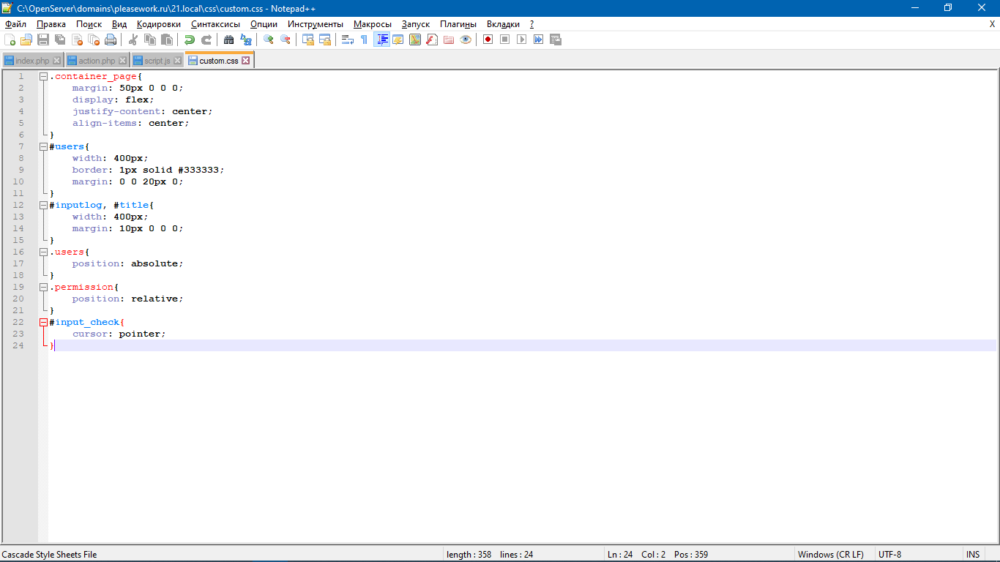 C:\OpenServer\domains\pleasework.ru\21.local\css\custom.css - Notepad++
Файл Правка Поиск Вид Кодировки Синтаксисы Опции Инструменты Макросы Запуск Плагины Вкладки ? X
index.php action.php script.js custom.css
1 .container_page{
2 margin: 50px 0 0 0;
3 display: flex;
4 justify-content: center;
5 align-items: center;
6 }
7 #users{
8 width: 400px;
9 border: 1px solid #333333;
10 margin: 0 0 20px 0;
11 }
12 #inputlog, #title{
13 width: 400px;
14 margin: 10px 0 0 0;
15 }
16 .users{
17 position: absolute;
18 }
19 .permission{
20 position: relative;
21 }
22 #input_check{
23 cursor: pointer;
24 }
Cascade Style Sheets File length : 358 lines : 24 Ln : 24 Col : 2 Pos : 359 Windows (CR LF) UTF-8 INS